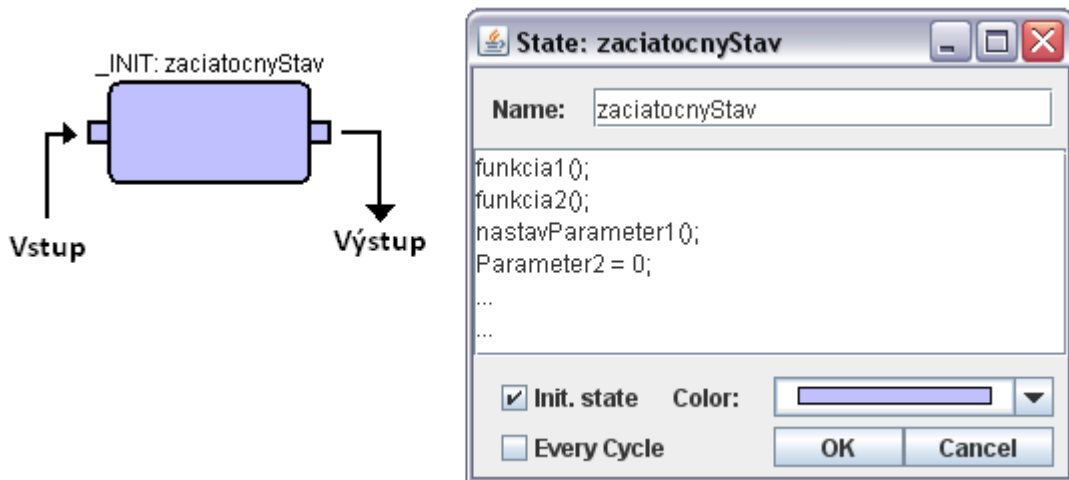 _INIT: zaciatocnyStav
Vstup
Výstup
State: zaciatocnyStav
Name: zaciatocnyStav
funkcia1();
funkcia2();
nastavParameter1();
Parameter2 = 0;
...
...
Init. state Color:
Every Cycle OK Cancel